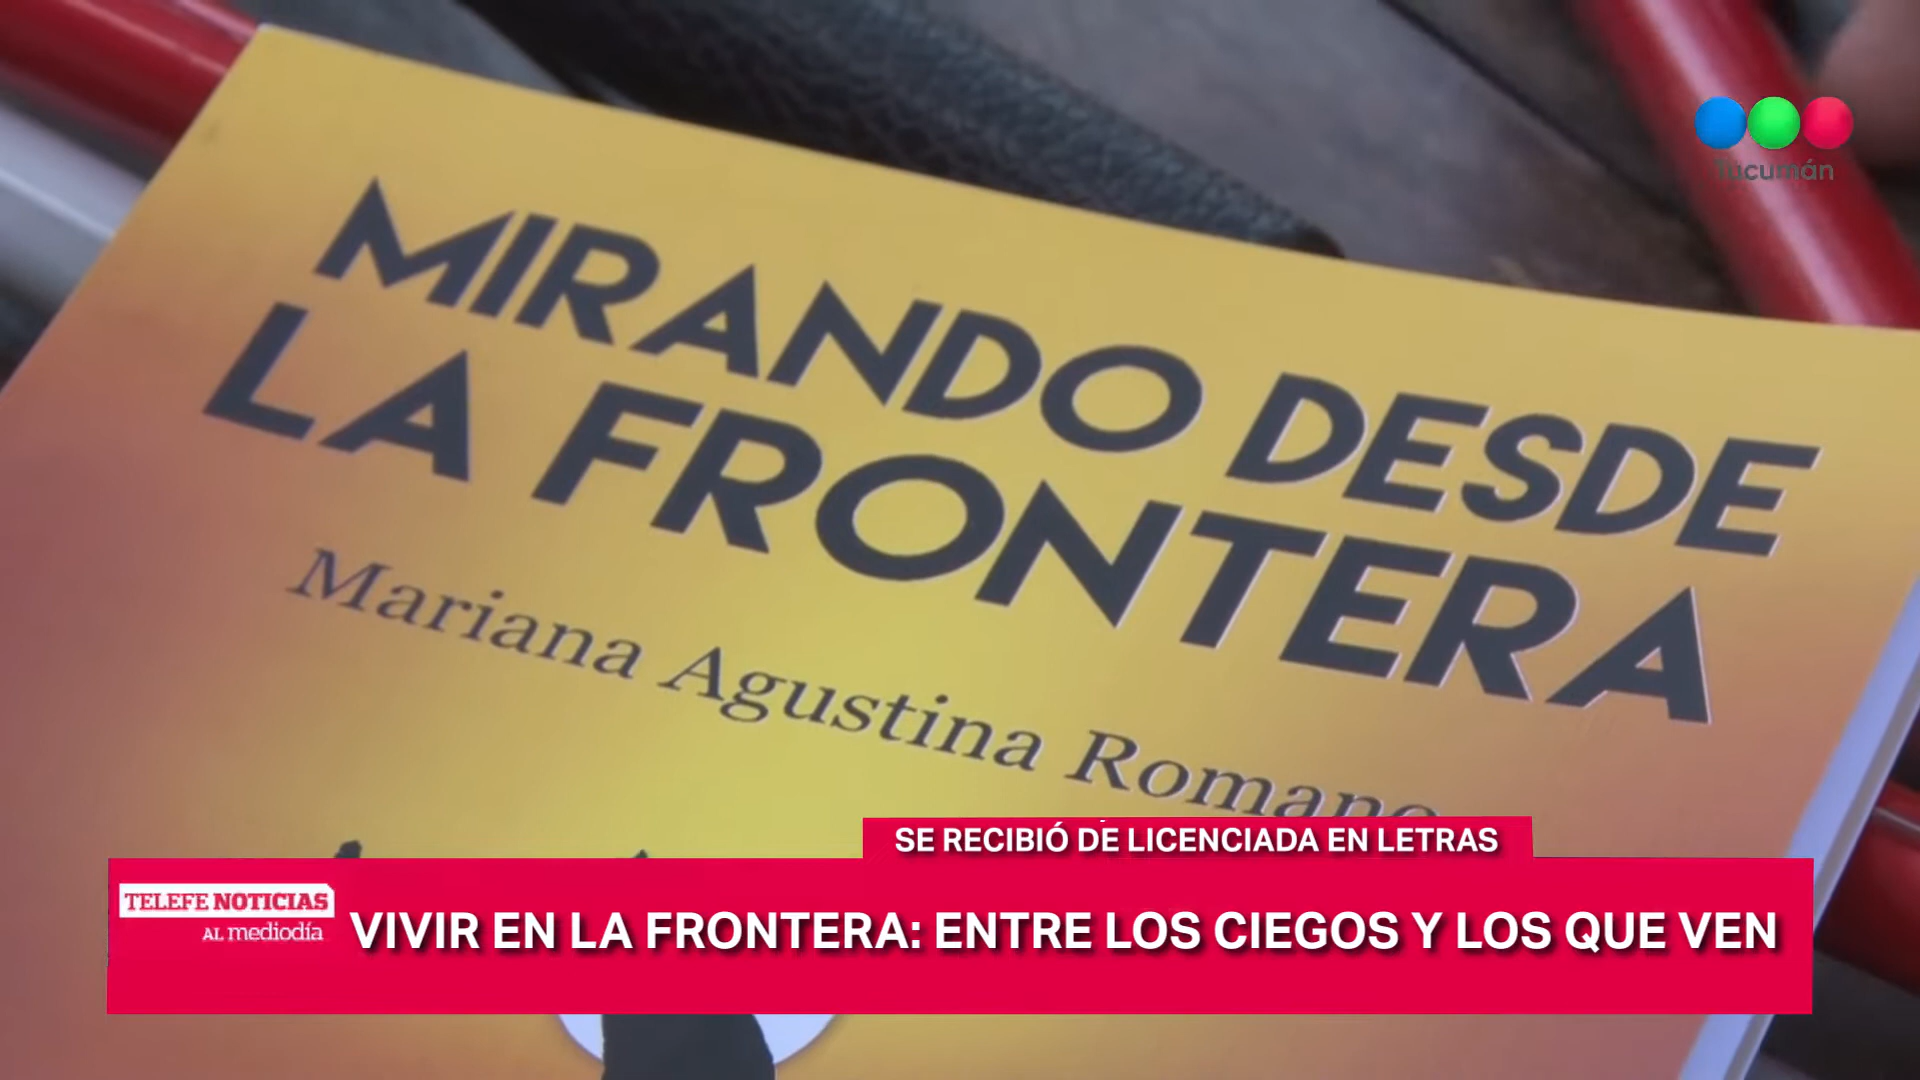 Tucumán
MIRANDO DESDE
LA FRONTERA
Mariana Agustina Romano
SE RECIBIÓ DE LICENCIADA EN LETRAS
TELEFE NOTICIAS
AL mediodía
VIVIR EN LA FRONTERA: ENTRE LOS CIEGOS Y LOS QUE VEN